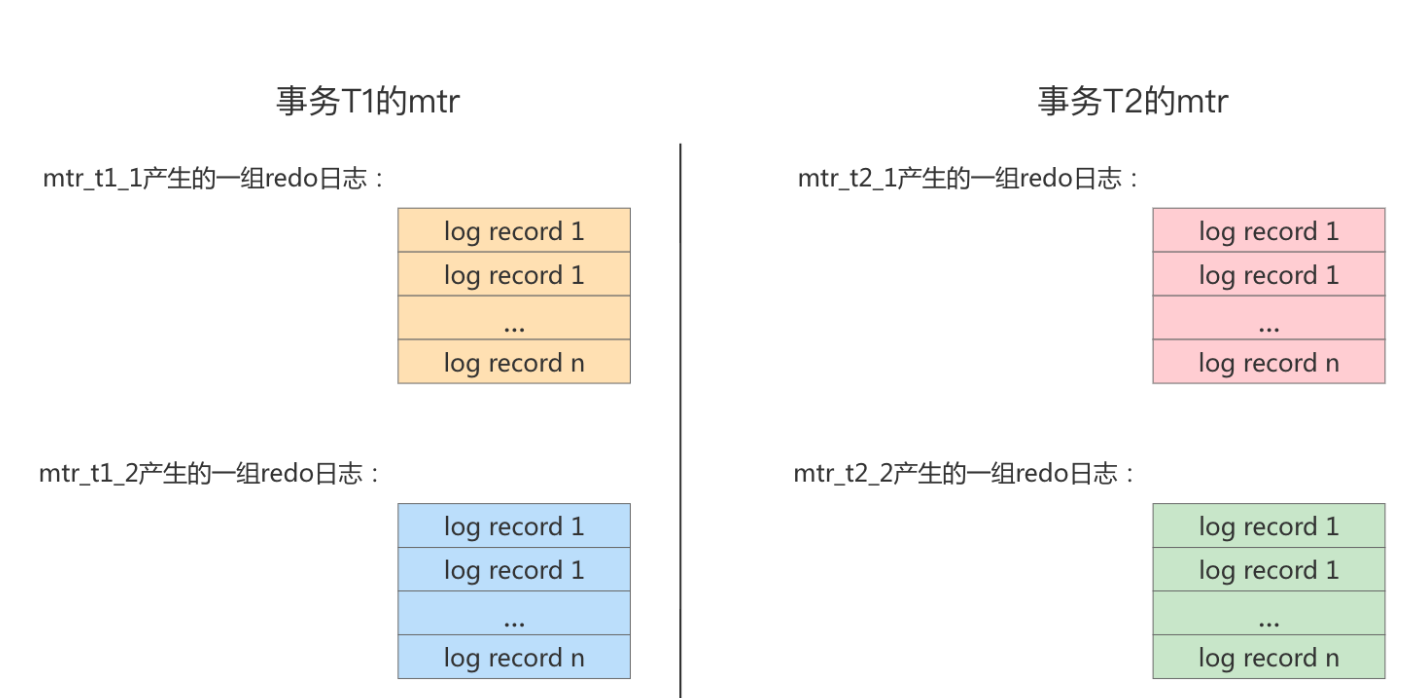 事务T1的mtr
mtr_t1_1产生的一组redo日志：
log record 1
log record 1
...
log record n
mtr_t1_2产生的一组redo日志：
log record 1
log record 1
...
log record n
事务T2的mtr
mtr_t2_1产生的一组redo日志：
log record 1
log record 1
...
log record n
mtr_t2_2产生的一组redo日志：
log record 1
log record 1
...
log record n